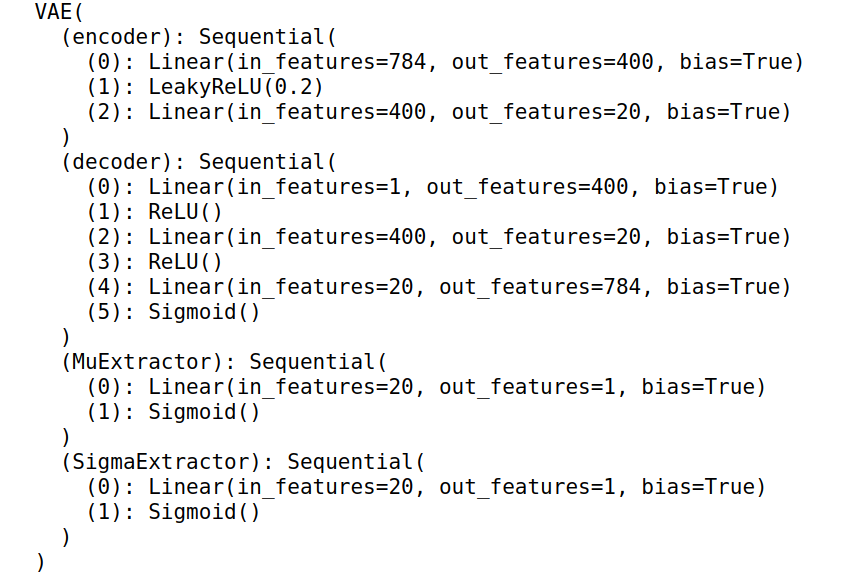 VAE(
  (encoder): Sequential(
    (0): Linear(in_features=784, out_features=400, bias=True)
    (1): LeakyReLU(0.2)
    (2): Linear(in_features=400, out_features=20, bias=True)
  )
  (decoder): Sequential(
    (0): Linear(in_features=1, out_features=400, bias=True)
    (1): ReLU()
    (2): Linear(in_features=400, out_features=20, bias=True)
    (3): ReLU()
    (4): Linear(in_features=20, out_features=784, bias=True)
    (5): Sigmoid()
  )
  (MuExtractor): Sequential(
    (0): Linear(in_features=20, out_features=1, bias=True)
    (1): Sigmoid()
  )
  (SigmaExtractor): Sequential(
    (0): Linear(in_features=20, out_features=1, bias=True)
    (1): Sigmoid()
  )
)